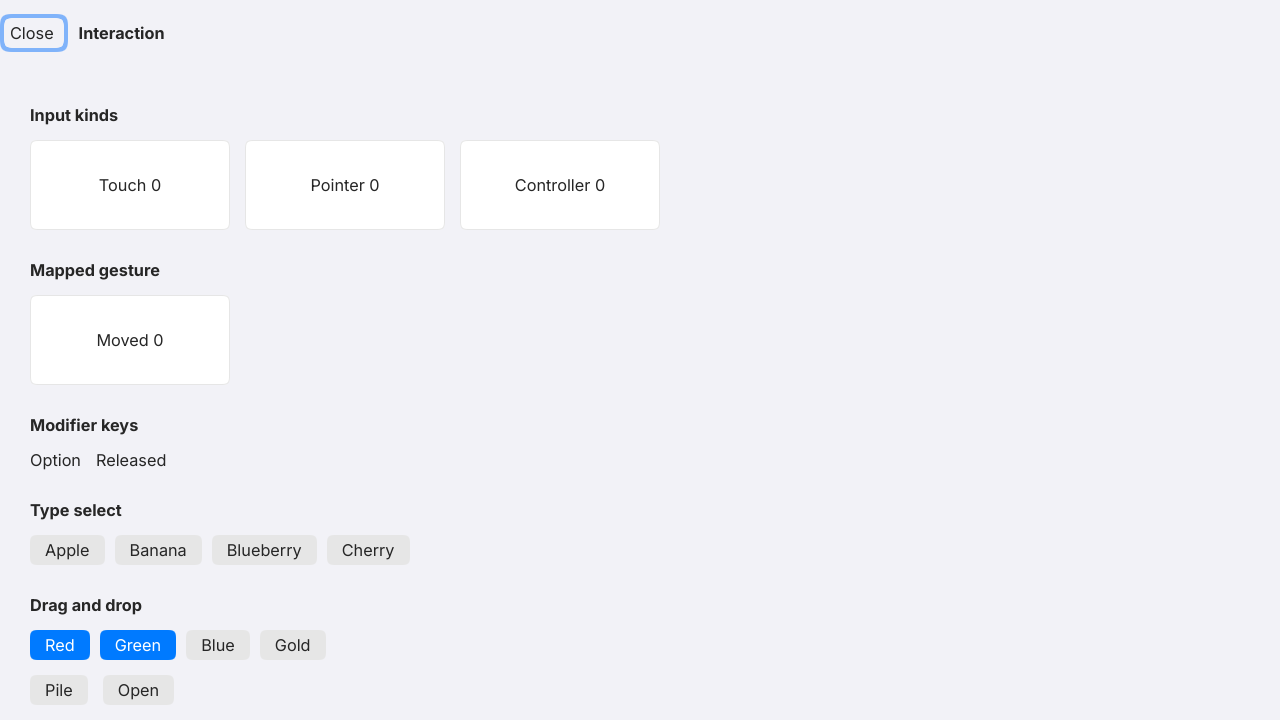 Close Interaction
Input kinds
Touch 0 Pointer 0 Controller 0
Mapped gesture
Moved 0
Modifier keys
Option Released
Type select
Apple Banana Blueberry Cherry
Drag and drop
Red Green Blue Gold
Pile Open